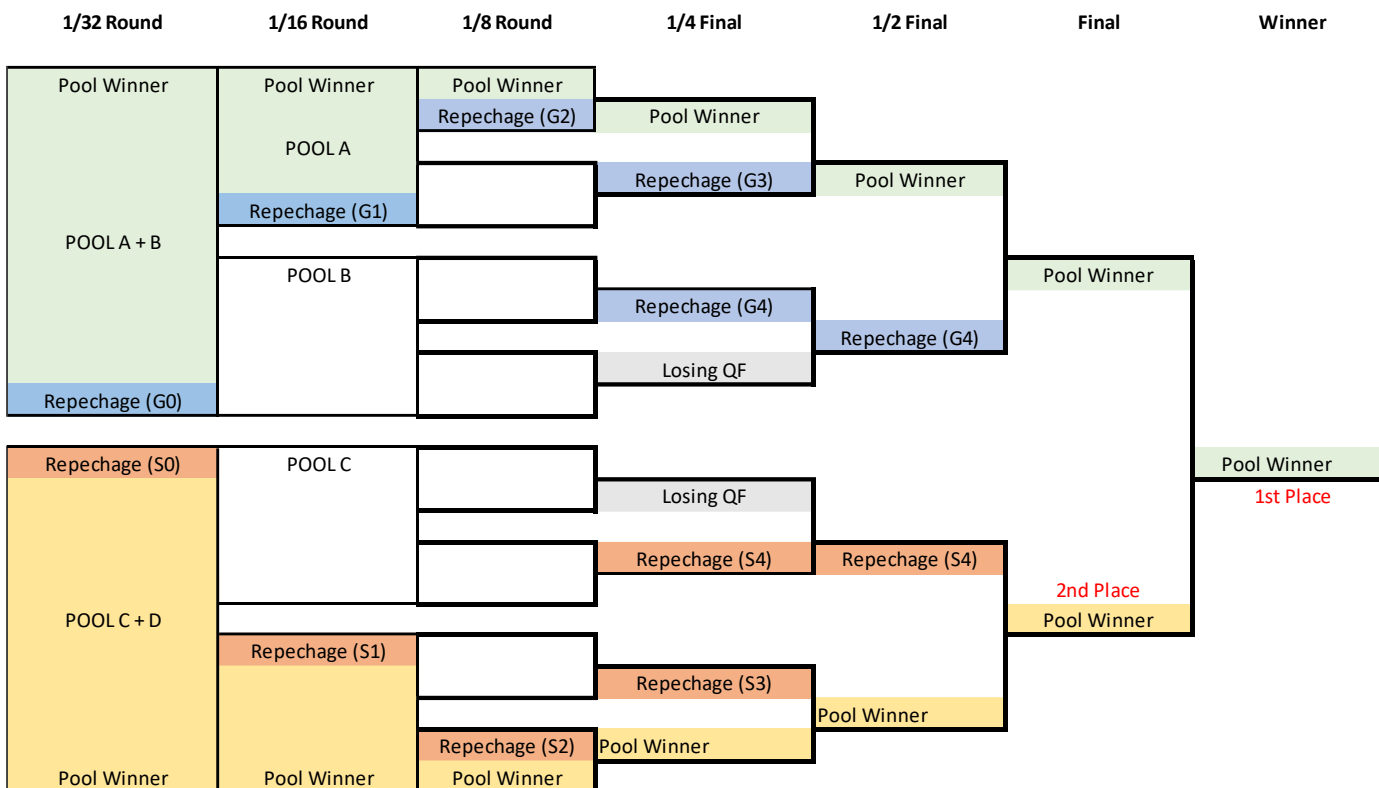 1/32 Round 1/16 Round 1/8 Round 1/4 Final 1/2 Final Final Winner
Pool Winner Pool Winner Pool Winner
Repechage (G2) Pool Winner
POOL A
Repechage (G3) Pool Winner
Repechage (G1)
POOL A + B
POOL B Pool Winner
Repechage (G4)
Repechage (G4)
Losing QF
Repechage (G0)
Repechage (S0) POOL C Pool Winner
Losing QF 1st Place
Repechage (S4) Repechage (S4)
2nd Place
POOL C + D Pool Winner
Repechage (S1)
Repechage (S3)
Pool Winner
Repechage (S2) Pool Winner
Pool Winner Pool Winner Pool Winner